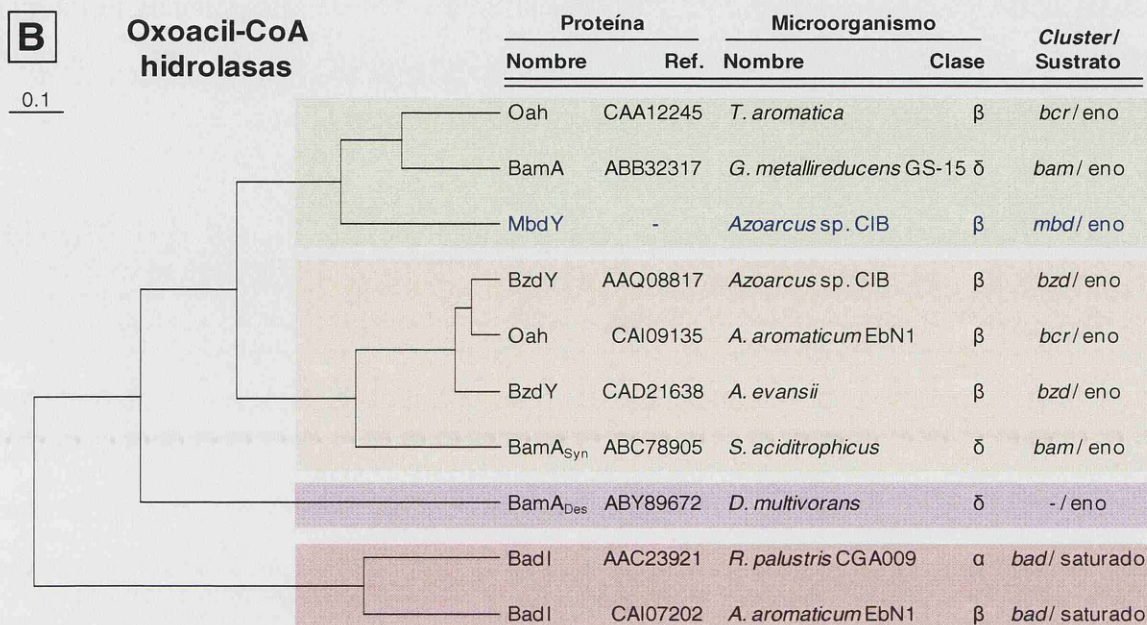 B
Oxoacil-CoA
hidrolasas
0.1
Proteína Microorganismo Cluster/
Nombre Ref. Nombre Clase Sustrato
Oah CAA12245 T. aromatica β bcr/ eno
BamA ABB32317 G. metallireducens GS-15 δ bam/ eno
MbdY - Azoarcus sp. CIB β mbd/ eno
BzdY AAQ08817 Azoarcus sp. CIB β bzd/ eno
Oah CAI09135 A. aromaticum EbN1 β bcr/ eno
BzdY CAD21638 A. evansii β bzd/ eno
BamASyn ABC78905 S. aciditrophicus δ bam/ eno
BamADes ABY89672 D. multivorans δ -/ eno
BadI AAC23921 R. palustris CGA009 α bad/ saturado
BadI CAI07202 A. aromaticum EbN1 β bad/ saturado